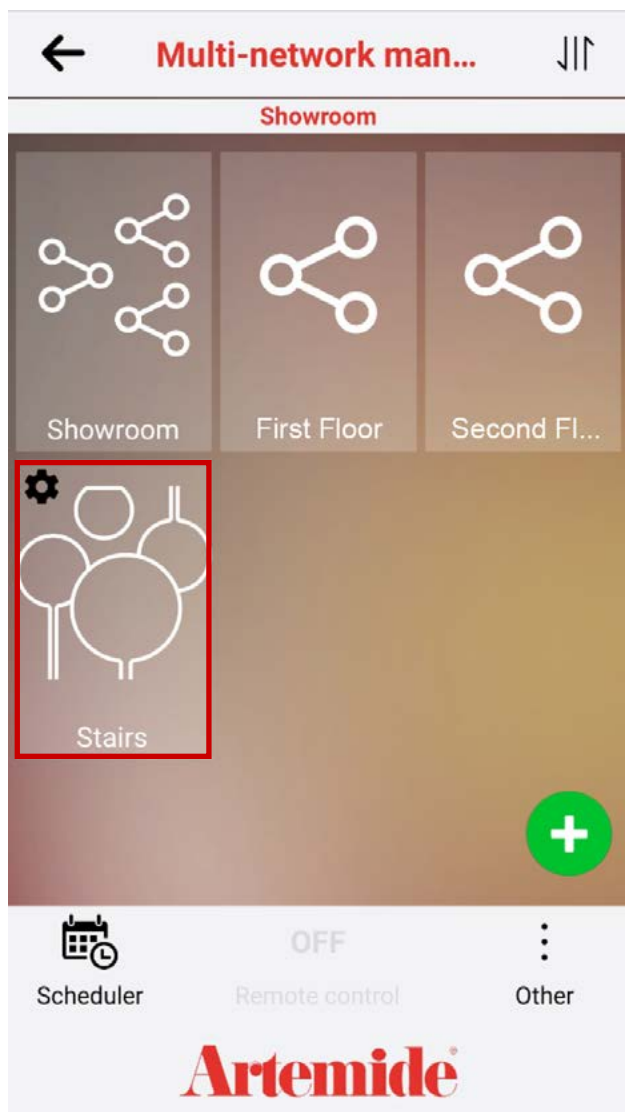 Multi-network man...
Showroom
Showroom
First Floor
Second Fl...
Stairs
OFF
Scheduler
Remote control
Other
Artemide